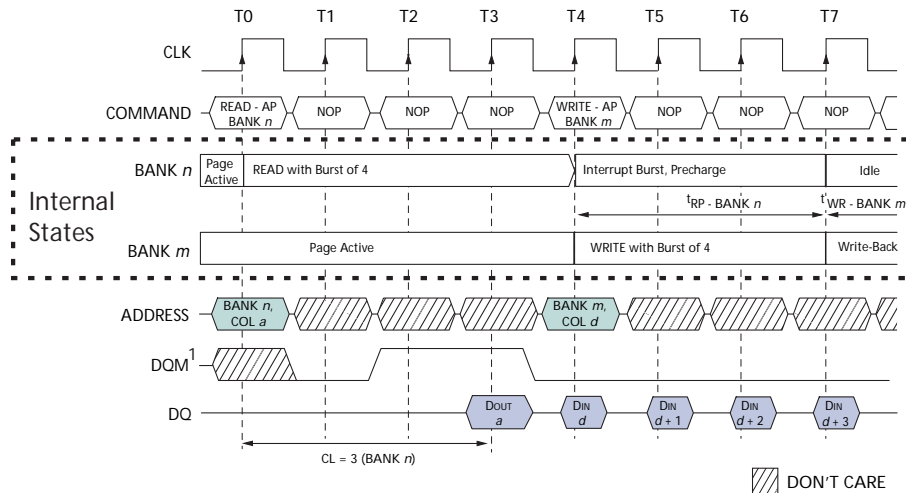 T0 T1 T2 T3 T4 T5 T6 T7
CLK
COMMAND
READ - AP
BANK n
NOP
NOP
NOP
WRITE - AP
BANK m
NOP
NOP
NOP
Internal
States
BANK n
Page
Active
READ with Burst of 4
Interrupt Burst, Precharge
Idle
tRP - BANK n
tWR - BANK m
BANK m
Page Active
WRITE with Burst of 4
Write-Back
ADDRESS
BANK n,
COL a
BANK m,
COL d
DQM1
DQ
DOUT
a
DIN
d
DIN
d + 1
DIN
d + 2
DIN
d + 3
CL = 3 (BANK n)
DON'T CARE